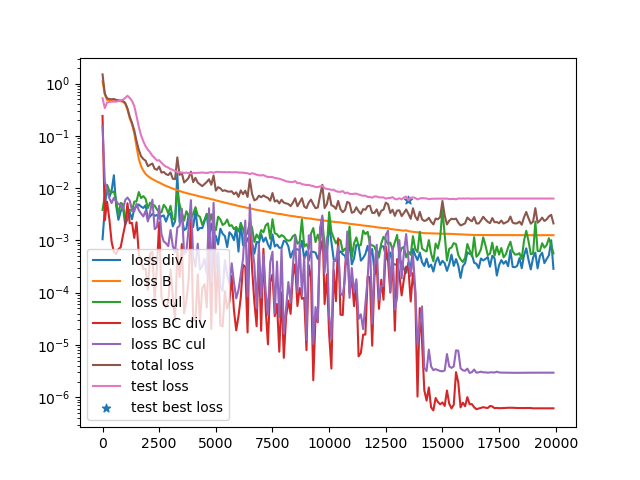 10⁰
10⁻¹
10⁻²
10⁻³
10⁻⁴
10⁻⁵
10⁻⁶
loss div
loss B
loss cul
loss BC div
loss BC cul
total loss
test loss
test best loss
0 2500 5000 7500 10000 12500 15000 17500 20000